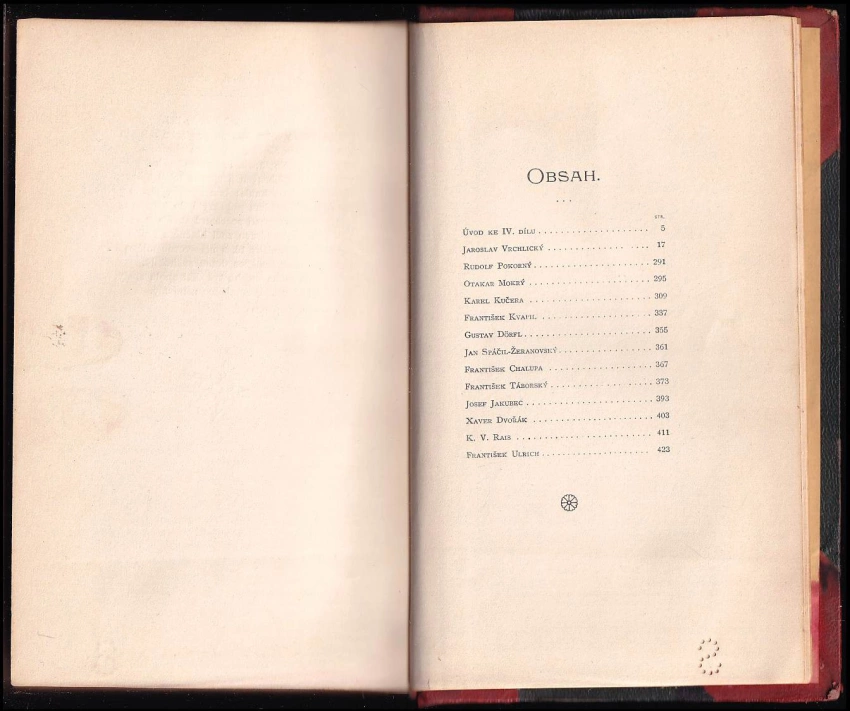 Obsah.
STR.
Úvod ke IV. dílu . . . . . . . . . . . . . . . . . . . . 5
Jaroslav Vrchlický . . . . . . . . . . . . . . . . . . 17
Rudolf Pokorný . . . . . . . . . . . . . . . . . . . . . 291
Otakar Mokrý . . . . . . . . . . . . . . . . . . . . . . 295
Karel Kučera . . . . . . . . . . . . . . . . . . . . . . 309
František Kvapil . . . . . . . . . . . . . . . . . . . . 337
Gustav Dörfl . . . . . . . . . . . . . . . . . . . . . . . 355
Jan Spáčil-Žeranovský . . . . . . . . . . . . . . . . . 361
František Chalupa . . . . . . . . . . . . . . . . . . . 367
František Táborský . . . . . . . . . . . . . . . . . . 373
Josef Jakubec . . . . . . . . . . . . . . . . . . . . . . 393
Xaver Dvořák . . . . . . . . . . . . . . . . . . . . . . 403
K. V. Rais . . . . . . . . . . . . . . . . . . . . . . . . 411
František Ulrich . . . . . . . . . . . . . . . . . . . . 423
S